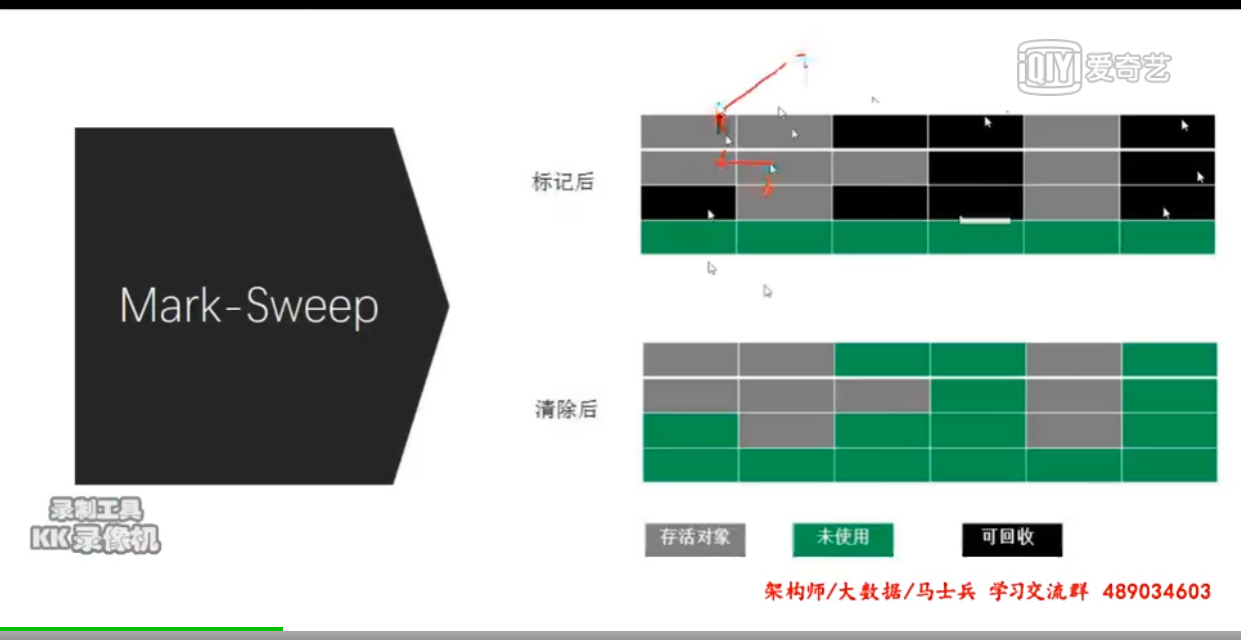 iQIYI 爱奇艺
标记后
Mark-Sweep
清除后
录制工具
KK录像机
存活对象
未使用
可回收
架构师/大数据/马士兵 学习交流群 489034603